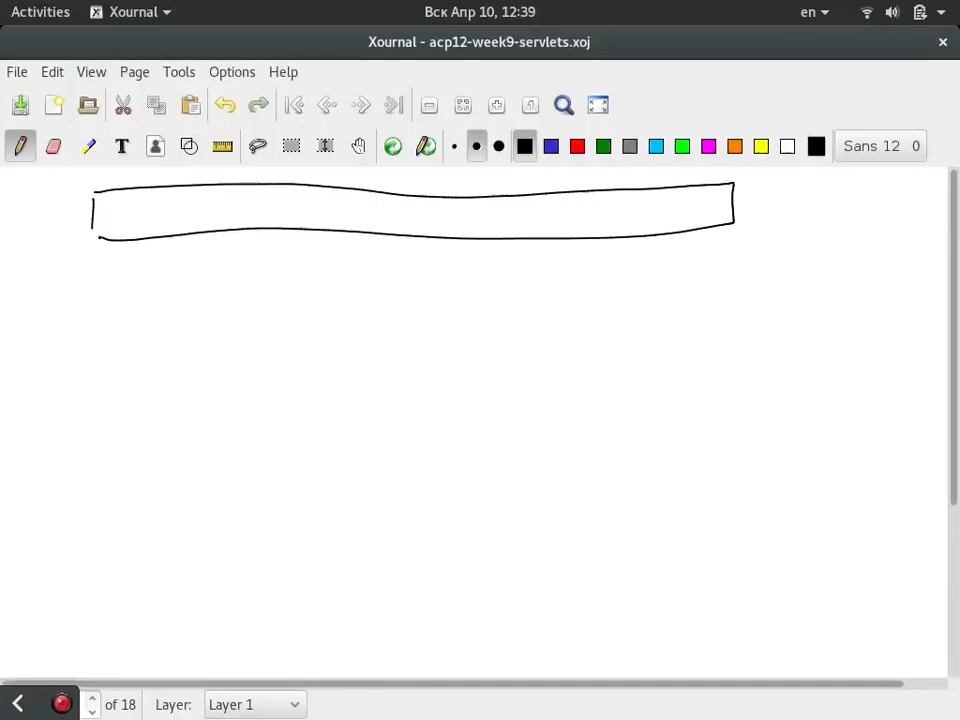 Activities Xournal Вск Апр 10, 12:39 en
Xournal - acp12-week9-servlets.xoj
File Edit View Page Tools Options Help
T Sans 12 0
of 18 Layer: Layer 1